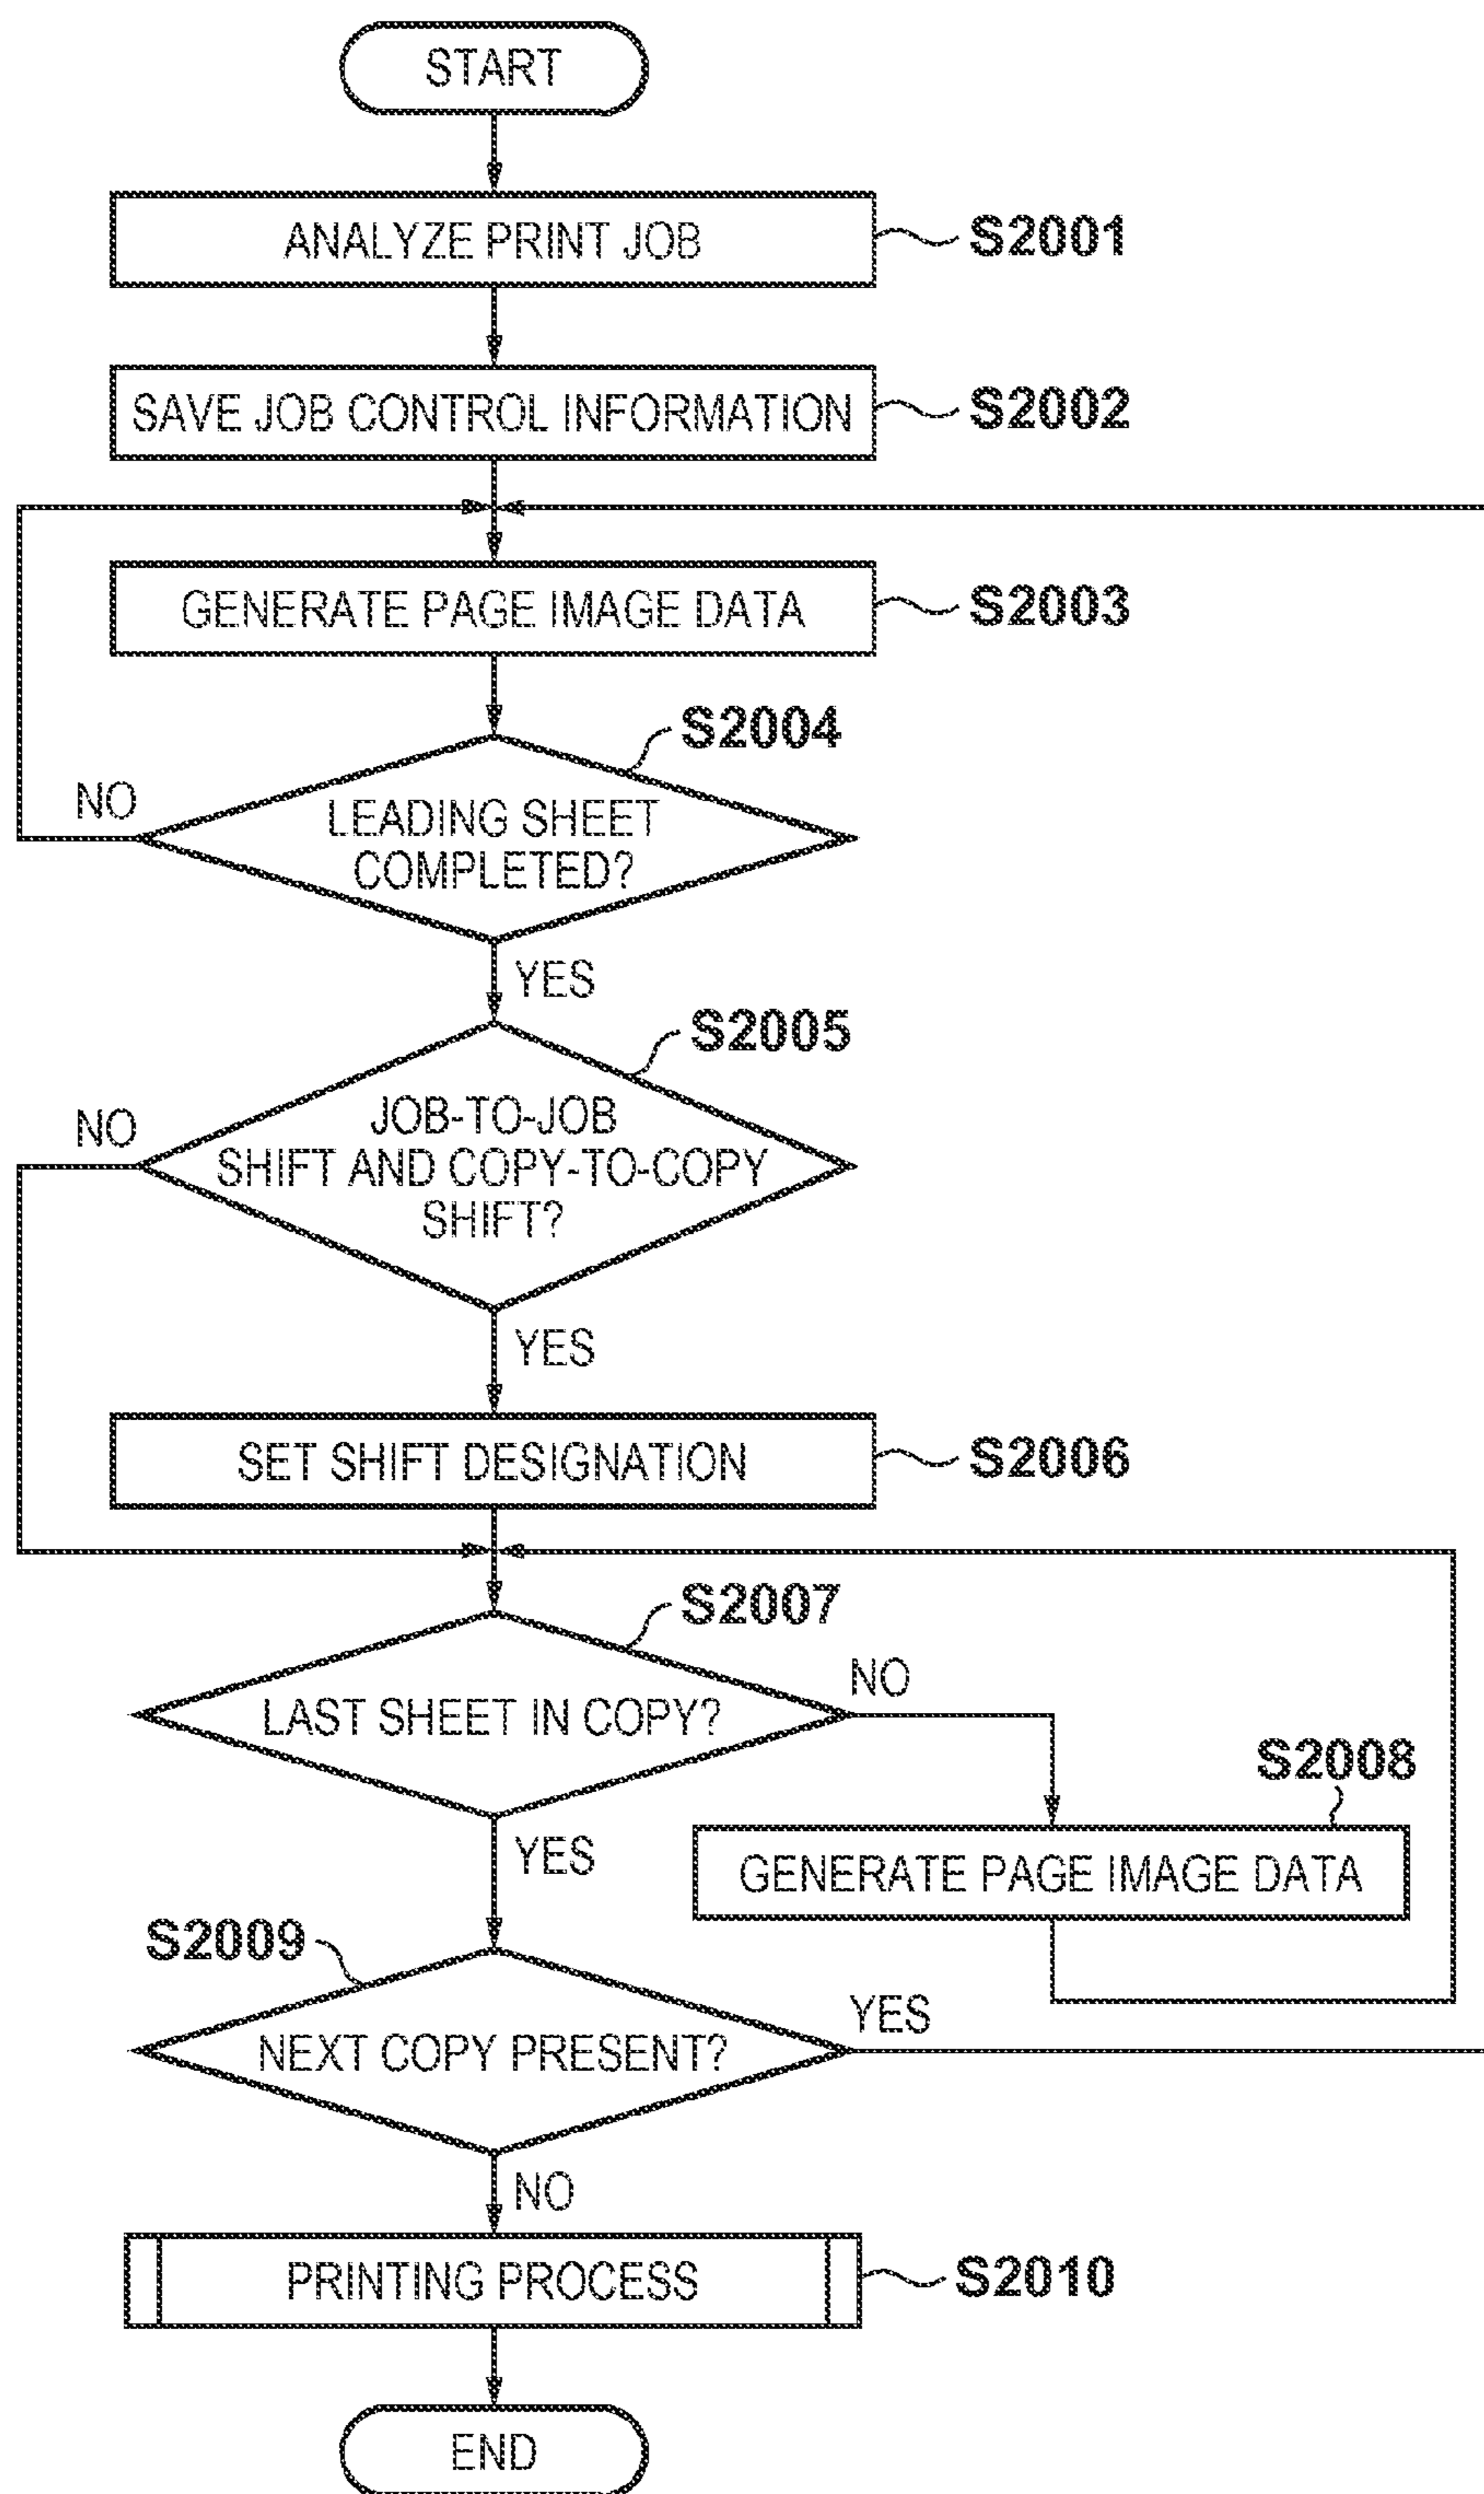 START
ANALYZE PRINT JOB
S2001
SAVE JOB CONTROL INFORMATION
S2002
GENERATE PAGE IMAGE DATA
S2003
S2004
NO
LEADING SHEET
COMPLETED?
YES
S2005
NO
JOB-TO-JOB
SHIFT AND COPY-TO-COPY
SHIFT?
YES
SET SHIFT DESIGNATION
S2006
S2007
NO
LAST SHEET IN COPY?
S2008
YES
GENERATE PAGE IMAGE DATA
S2009
YES
NEXT COPY PRESENT?
NO
PRINTING PROCESS
S2010
END